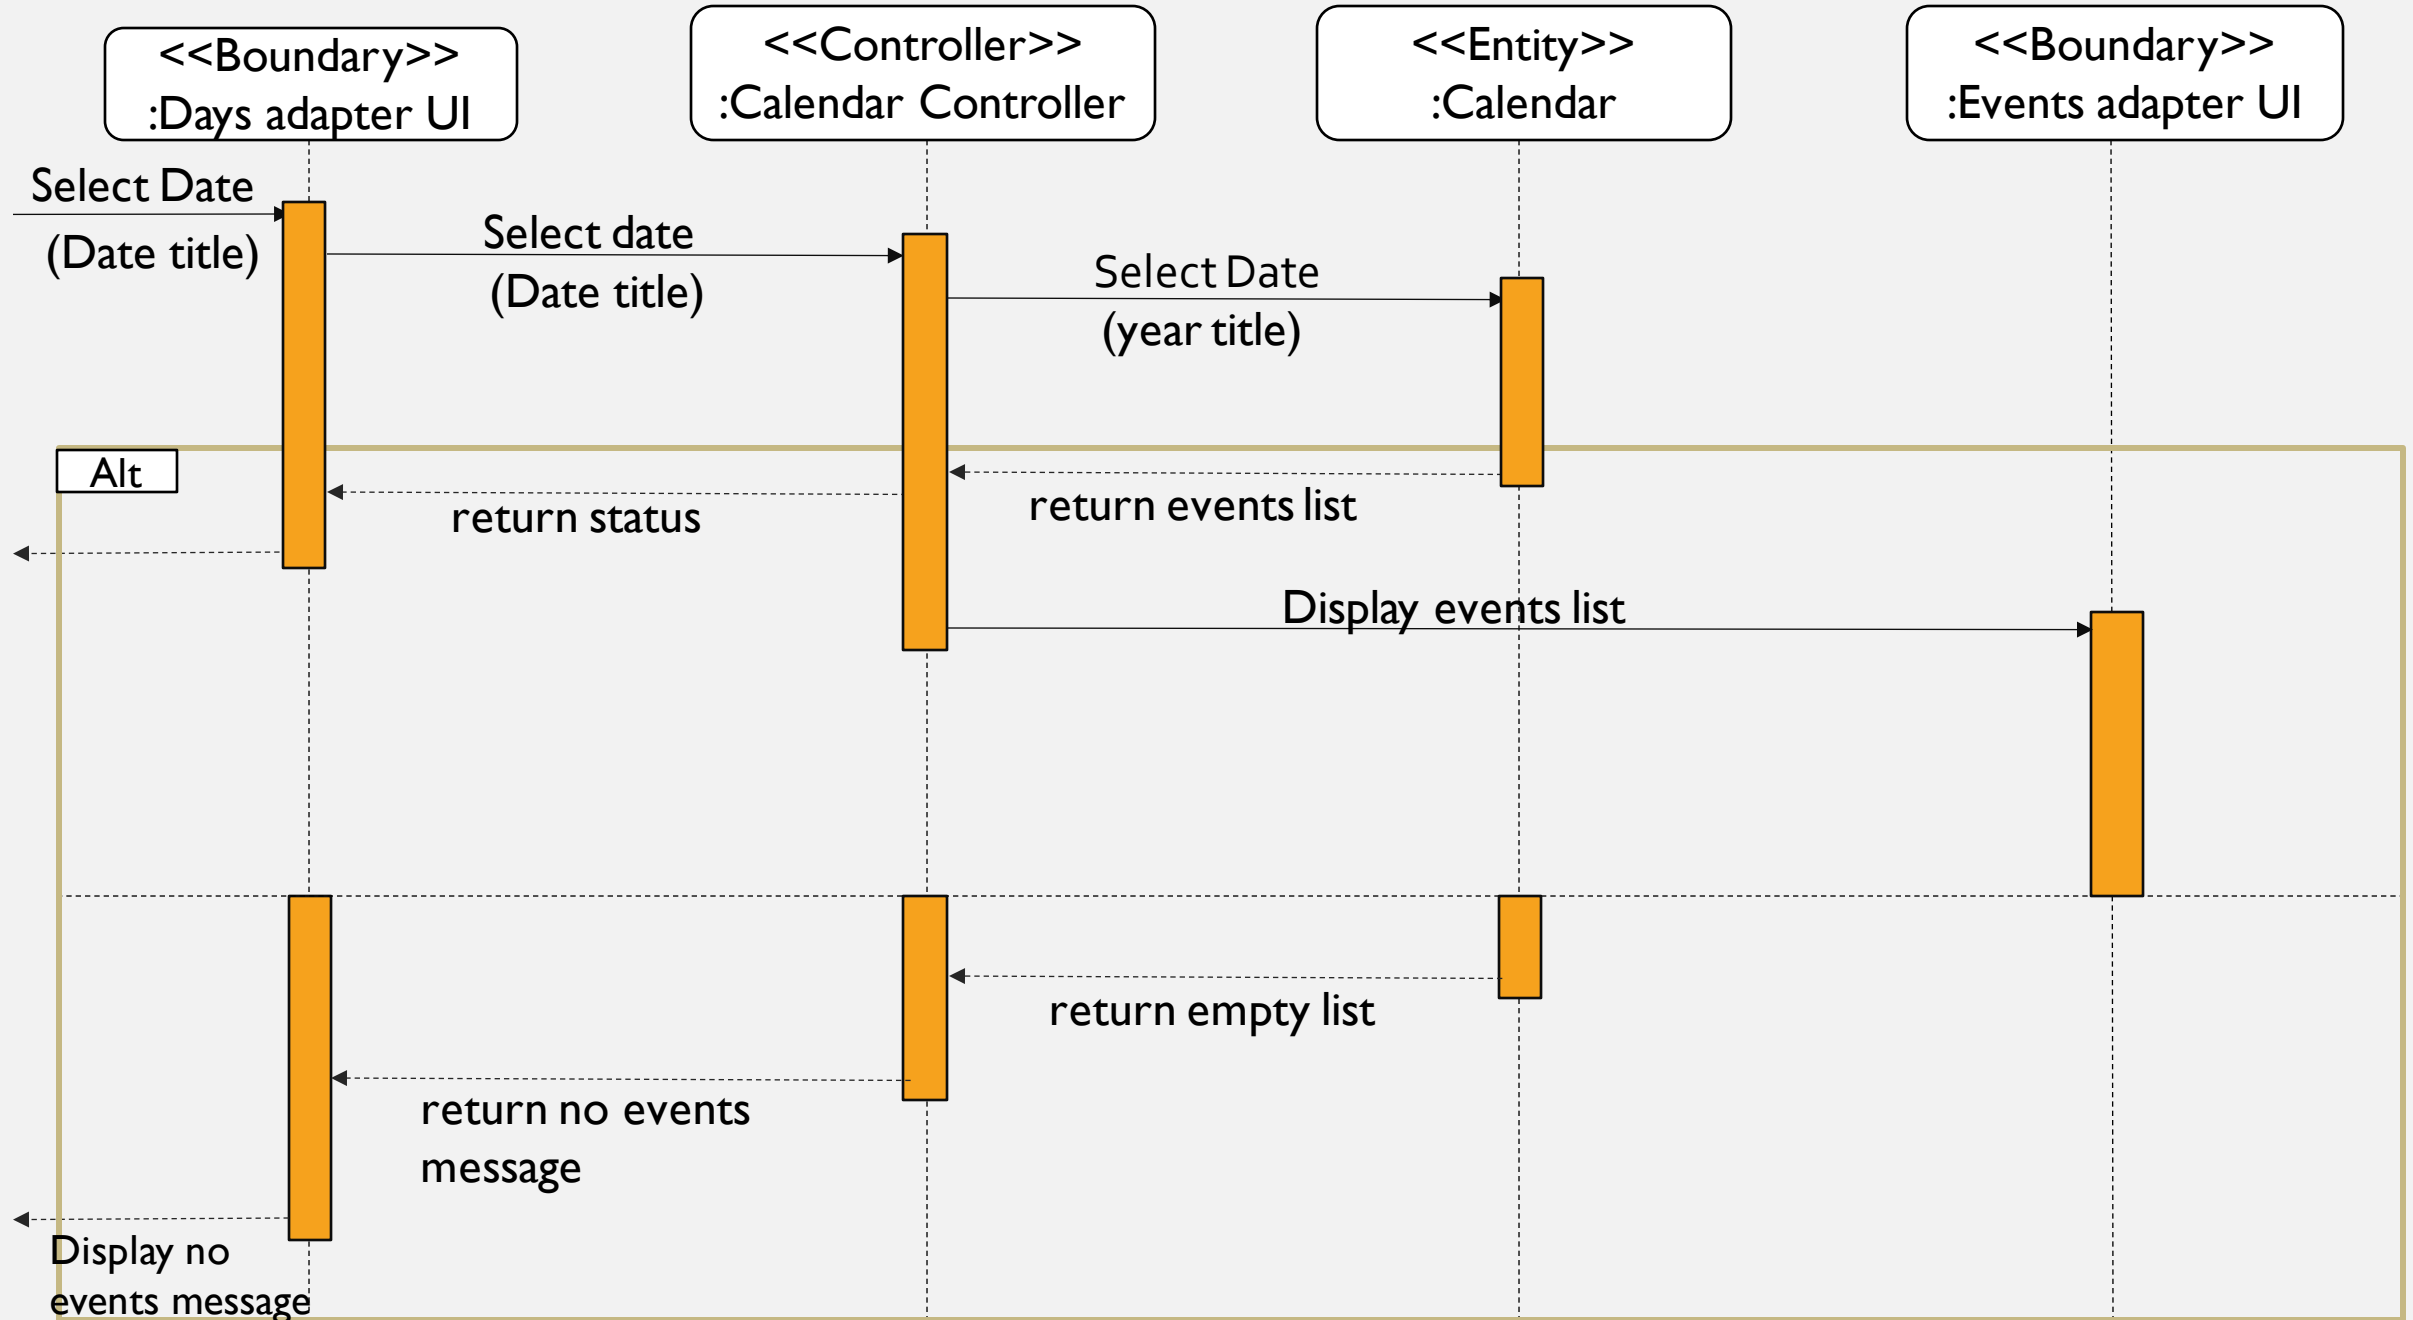 <<Boundary>>
:Days adapter UI
<<Controller>>
:Calendar Controller
<<Entity>>
:Calendar
<<Boundary>>
:Events adapter UI
Select Date
(Date title)
Select date
(Date title)
Select Date
(year title)
Alt
return events list
return status
Display events list
return empty list
return no events
message
Display no
events message